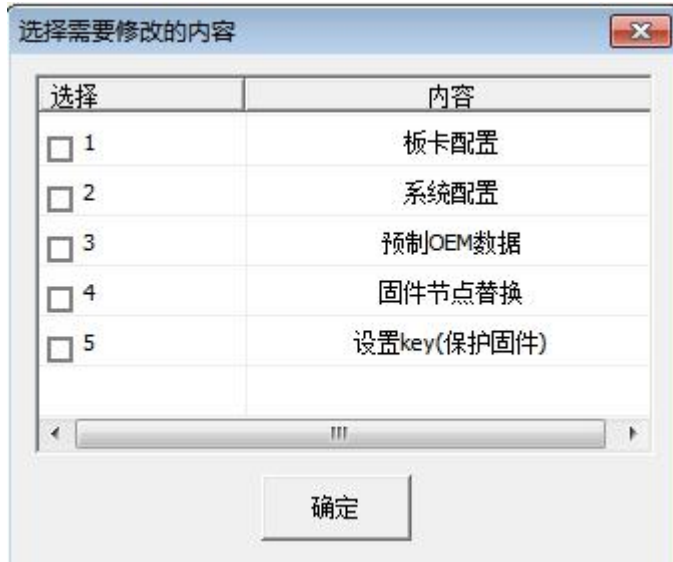 选择需要修改的内容
选择 内容
1 板卡配置
2 系统配置
3 预制OEM数据
4 固件节点替换
5 设置key(保护固件)
确定